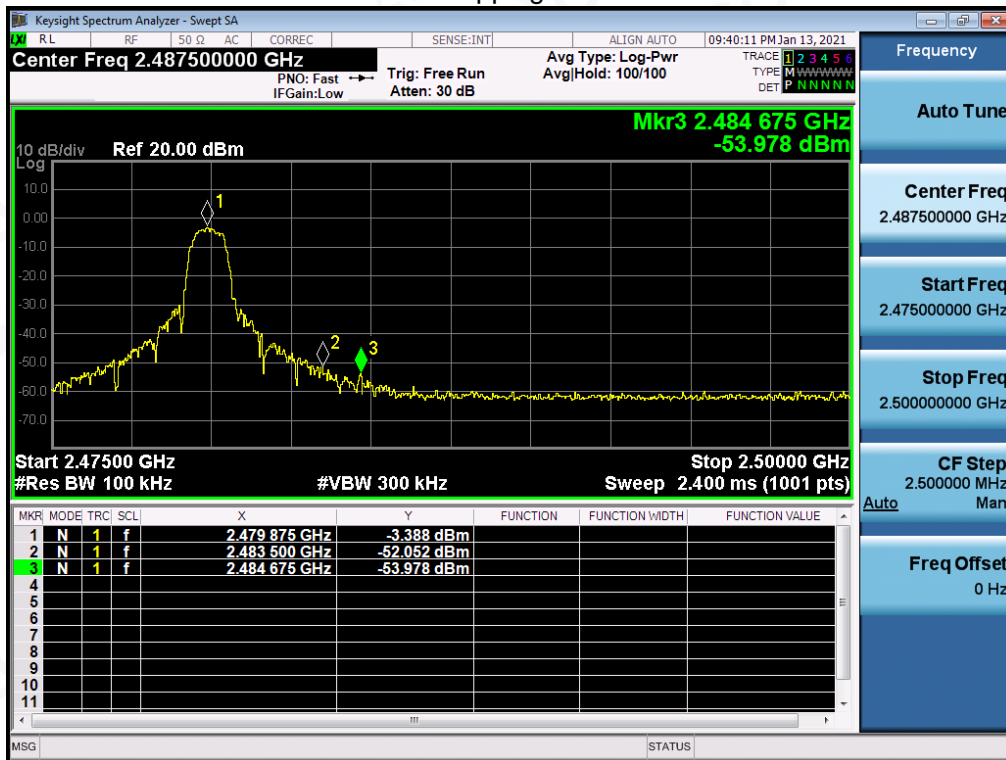 Keysight Spectrum Analyzer - Swept SA
LXI RL RF 50 Ω AC CORREC SENSE:INT ALIGN AUTO 09:40:11 PM Jan 13, 2021
Center Freq 2.487500000 GHz
PNO: Fast
IFGain:Low
Trig: Free Run
Atten: 30 dB
Avg Type: Log-Pwr
Avg|Hold: 100/100
TRACE 1 2 3 4 5 6
TYPE M WWWWW
DET P N N N N N
Mkr3 2.484 675 GHz
-53.978 dBm
10 dB/div Ref 20.00 dBm
Log
10.0
0.00
-10.0
-20.0
-30.0
-40.0
-50.0
-60.0
-70.0
1
2
3
Start 2.47500 GHz Stop 2.50000 GHz
#Res BW 100 kHz #VBW 300 kHz Sweep 2.400 ms (1001 pts)
MKR MODE TRC SCL X Y FUNCTION FUNCTION WIDTH FUNCTION VALUE
1 N 1 f 2.479 875 GHz -3.388 dBm
2 N 1 f 2.483 500 GHz -52.052 dBm
3 N 1 f 2.484 675 GHz -53.978 dBm
4
5
6
7
8
9
10
11
MSG STATUS
Frequency
Auto Tune
Center Freq
2.487500000 GHz
Start Freq
2.475000000 GHz
Stop Freq
2.500000000 GHz
CF Step
2.500000 MHz
Auto Man
Freq Offset
0 Hz